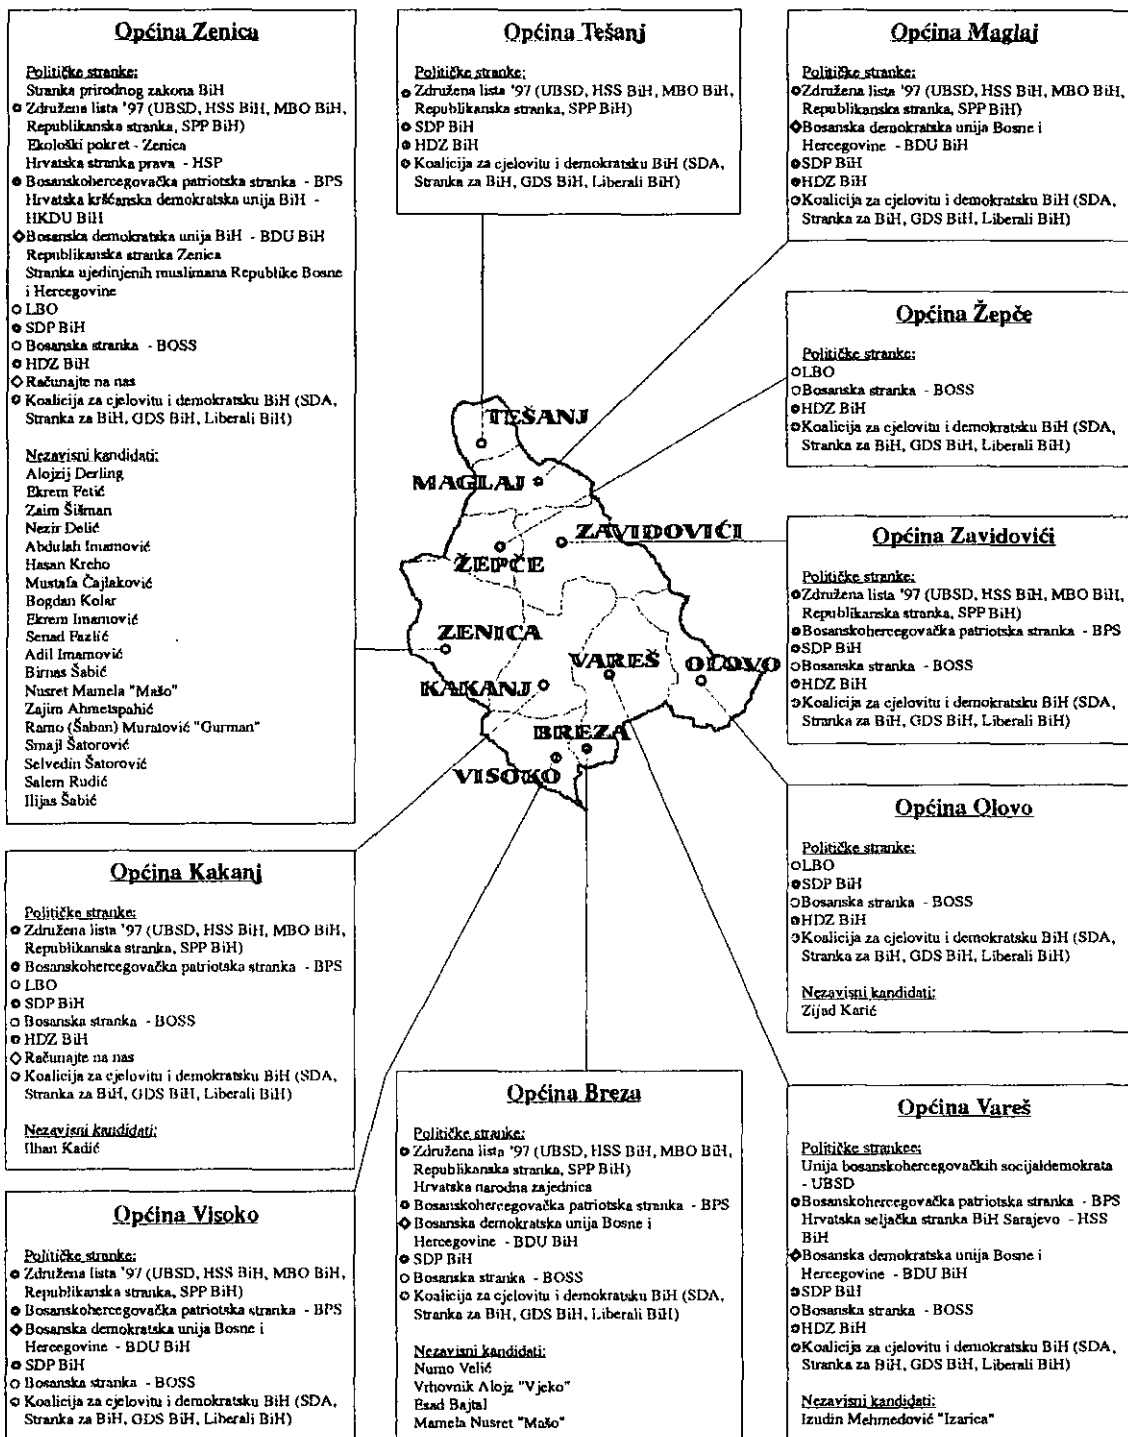 Općina Zenica
Političke stranke:
Stranka prirodnog zakona BiH
Združena lista '97 (UBSD, HSS BiH, MBO BiH,
Republikanska stranka, SPP BiH)
Ekološki pokret - Zenica
Hrvatska stranka prava - HSP
Bosanskohercegovačka patriotska stranka - BPS
Hrvatska kršćanska demokratska unija BiH -
HKDU BiH
Bosanska demokratska unija BiH - BDU BiH
Republikanska stranka Zenica
Stranka ujedinjenih muslimana Republike Bosne
i Hercegovine
LBO
SDP BiH
Bosanska stranka - BOSS
HDZ BiH
Računajte na nas
Koalicija za cjelovitu i demokratsku BiH (SDA,
Stranka za BiH, GDS BiH, Liberali BiH)
Nezavisni kandidati:
Alojzij Derling
Ekrem Fetić
Zaim Šišman
Nezir Delić
Abdulah Imamović
Hasan Kreho
Mustafa Čajlaković
Bogdan Kolar
Ekrem Imamović
Senad Fazlić
Adil Imamović
Birnas Šabić
Nusret Mamela "Mašo"
Zajim Ahmetspahić
Ramo (Šaban) Muratović "Gurman"
Smajl Šatorović
Selvedin Šatorović
Salem Rudić
Ilijas Šabić
Općina Tešanj
Političke stranke:
Združena lista '97 (UBSD, HSS BiH, MBO BiH,
Republikanska stranka, SPP BiH)
SDP BiH
HDZ BiH
Koalicija za cjelovitu i demokratsku BiH (SDA,
Stranka za BiH, GDS BiH, Liberali BiH)
Općina Maglaj
Političke stranke:
Združena lista '97 (UBSD, HSS BiH, MBO BiH,
Republikanska stranka, SPP BiH)
Bosanska demokratska unija Bosne i
Hercegovine - BDU BiH
SDP BiH
HDZ BiH
Koalicija za cjelovitu i demokratsku BiH (SDA,
Stranka za BiH, GDS BiH, Liberali BiH)
Općina Žepče
Političke stranke:
LBO
Bosanska stranka - BOSS
HDZ BiH
Koalicija za cjelovitu i demokratsku BiH (SDA,
Stranka za BiH, GDS BiH, Liberali BiH)
TEŠANJ
MAGLAJ
ZAVIDOVIĆI
ŽEPČE
ZENICA
VAREŠ
OLOVO
KAKANJ
BREZA
VISOKO
Općina Zavidovići
Političke stranke:
Združena lista '97 (UBSD, HSS BiH, MBO BiH,
Republikanska stranka, SPP BiH)
Bosanskohercegovačka patriotska stranka - BPS
SDP BiH
Bosanska stranka - BOSS
HDZ BiH
Koalicija za cjelovitu i demokratsku BiH (SDA,
Stranka za BiH, GDS BiH, Liberali BiH)
Općina Olovo
Političke stranke:
LBO
SDP BiH
Bosanska stranka - BOSS
HDZ BiH
Koalicija za cjelovitu i demokratsku BiH (SDA,
Stranka za BiH, GDS BiH, Liberali BiH)
Nezavisni kandidati:
Zijad Karić
Općina Kakanj
Političke stranke:
Združena lista '97 (UBSD, HSS BiH, MBO BiH,
Republikanska stranka, SPP BiH)
Bosanskohercegovačka patriotska stranka - BPS
LBO
SDP BiH
Bosanska stranka - BOSS
HDZ BiH
Računajte na nas
Koalicija za cjelovitu i demokratsku BiH (SDA,
Stranka za BiH, GDS BiH, Liberali BiH)
Nezavisni kandidati:
Ilhan Kadić
Općina Visoko
Političke stranke:
Združena lista '97 (UBSD, HSS BiH, MBO BiH,
Republikanska stranka, SPP BiH)
Bosanskohercegovačka patriotska stranka - BPS
Bosanska demokratska unija Bosne i
Hercegovine - BDU BiH
SDP BiH
Bosanska stranka - BOSS
Koalicija za cjelovitu i demokratsku BiH (SDA,
Stranka za BiH, GDS BiH, Liberali BiH)
Općina Breza
Političke stranke:
Združena lista '97 (UBSD, HSS BiH, MBO BiH,
Republikanska stranka, SPP BiH)
Hrvatska narodna zajednica
Bosanskohercegovačka patriotska stranka - BPS
Bosanska demokratska unija Bosne i
Hercegovine - BDU BiH
SDP BiH
Bosanska stranka - BOSS
Koalicija za cjelovitu i demokratsku BiH (SDA,
Stranka za BiH, GDS BiH, Liberali BiH)
Nezavisni kandidati:
Numo Velić
Vrhovnik Alojz "Vjeko"
Esad Bajtal
Mamela Nusret "Mašo"
Općina Vareš
Političke strankee:
Unija bosanskohercegovačkih socijaldemokrata
- UBSD
Bosanskohercegovačka patriotska stranka - BPS
Hrvatska seljačka stranka BiH Sarajevo - HSS
BiH
Bosanska demokratska unija Bosne i
Hercegovine - BDU BiH
SDP BiH
Bosanska stranka - BOSS
HDZ BiH
Koalicija za cjelovitu i demokratsku BiH (SDA,
Stranka za BiH, GDS BiH, Liberali BiH)
Nezavisni kandidati:
Izudin Mehmedović "Izarica"